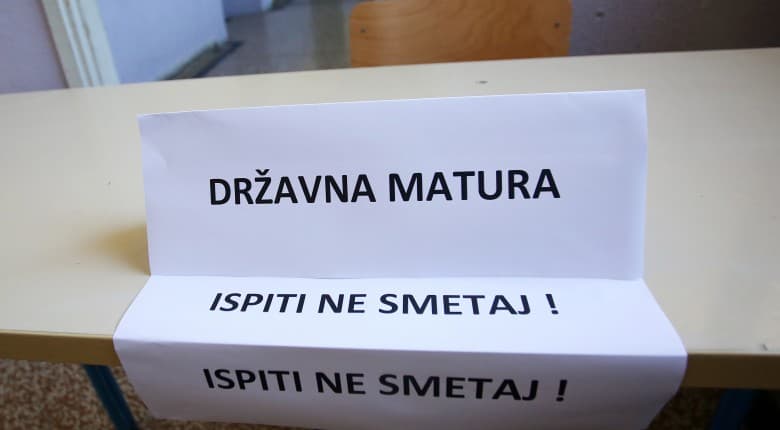 DRŽAVNA MATURA
ISPITI NE SMETAJ !
ISPITI NE SMETAJ !